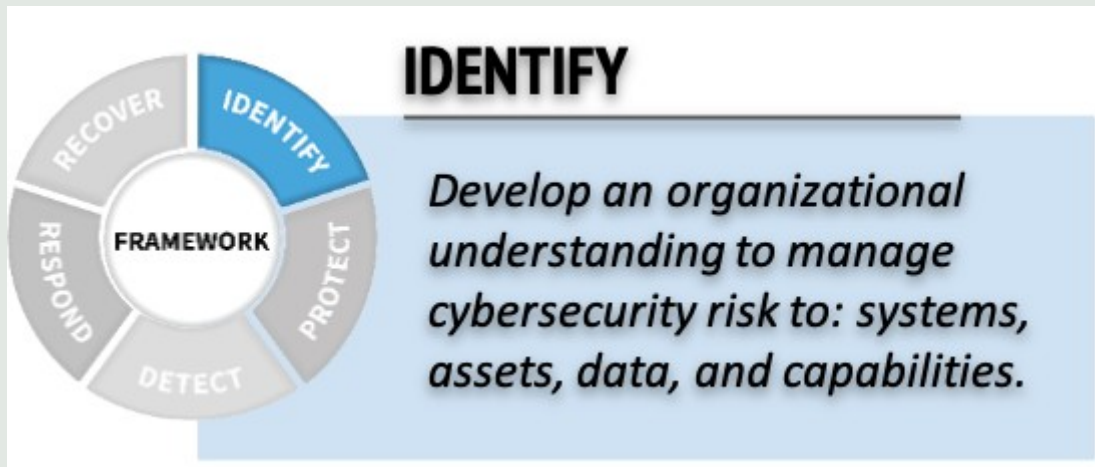 IDENTIFY
Develop an organizational
understanding to manage
cybersecurity risk to: systems,
assets, data, and capabilities.
FRAMEWORK
IDENTIFY
PROTECT
DETECT
RESPOND
RECOVER